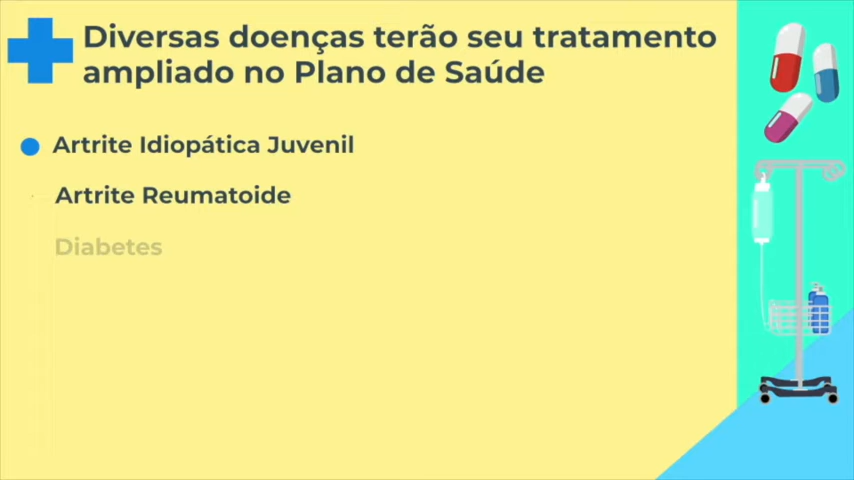 Diversas doenças terão seu tratamento
ampliado no Plano de Saúde
Artrite Idiopática Juvenil
Artrite Reumatoide
Diabetes